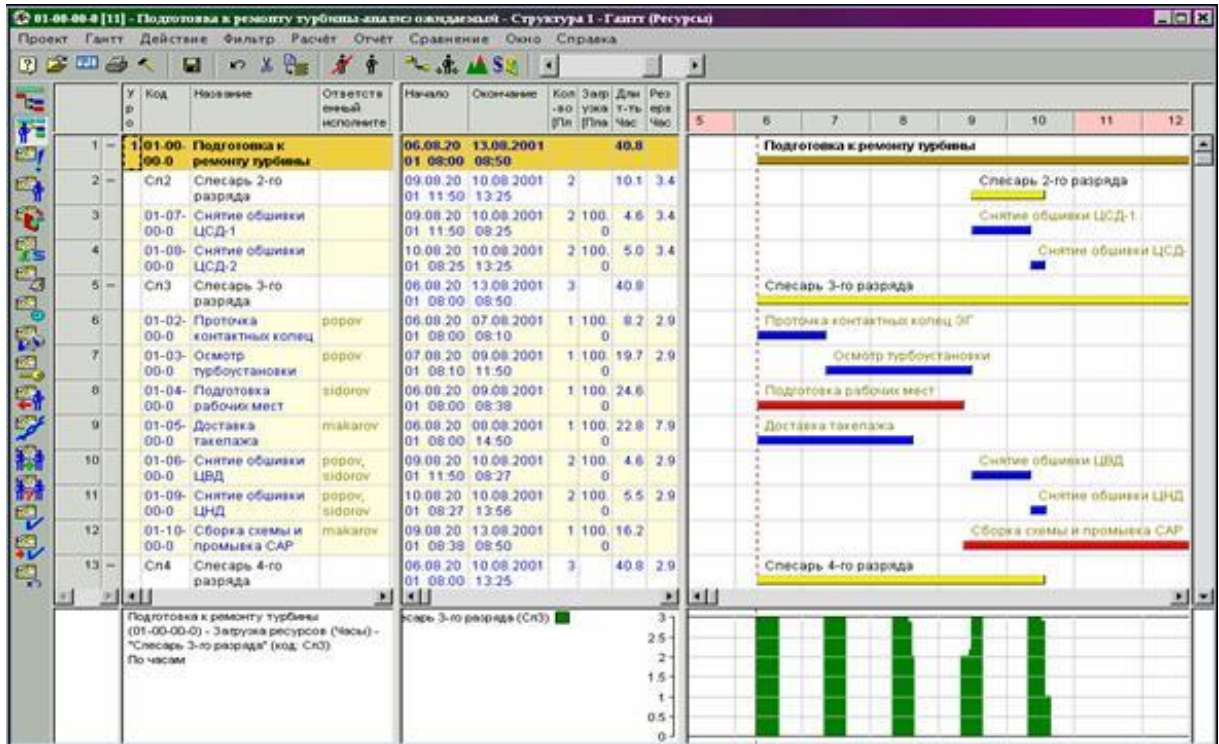 01-00-00-0 [11] - Подготовка к ремонту турбины-анализ ожидаемый - Структура 1 - Гантт (Ресурсы)
Проект Гантт Действие Фильтр Расчёт Отчёт Сравнение Окно Справка
У р о Код Название Ответств енный исполните Начало Окончание Кол -во [Пл Загр узка [Пла Дли т-ть Час Рез ерв Час
5 6 7 8 9 10 11 12
1 1 01-00-00-0 Подготовка к ремонту турбины 06.08.2001 08:00 13.08.2001 08:50 40.8 Подготовка к ремонту турбины
2 Сл2 Слесарь 2-го разряда 09.08.2001 11:50 10.08.2001 13:25 2 10.1 3.4 Слесарь 2-го разряда
3 01-07-00-0 Снятие обшивки ЦСД-1 09.08.2001 11:50 10.08.2001 08:25 2 100.0 4.6 3.4 Снятие обшивки ЦСД-1
4 01-08-00-0 Снятие обшивки ЦСД-2 10.08.2001 08:25 10.08.2001 13:25 2 100.0 5.0 3.4 Снятие обшивки ЦСД-
5 Сл3 Слесарь 3-го разряда 06.08.2001 08:00 13.08.2001 08:50 3 40.8 Слесарь 3-го разряда
6 01-02-00-0 Проточка контактных колец popov 06.08.2001 08:00 07.08.2001 08:10 1 100.0 8.2 2.9 Проточка контактных колец ЭГ
7 01-03-00-0 Осмотр турбоустановки popov 07.08.2001 08:10 09.08.2001 11:50 1 100.0 19.7 2.9 Осмотр турбоустановки
8 01-04-00-0 Подготовка рабочих мест sidorov 06.08.2001 08:00 09.08.2001 08:38 1 100.0 24.6 Подготовка рабочих мест
9 01-05-00-0 Доставка такелажа makarov 06.08.2001 08:00 08.08.2001 14:50 1 100.0 22.8 7.9 Доставка такелажа
10 01-06-00-0 Снятие обшивки ЦВД popov, sidorov 09.08.2001 11:50 10.08.2001 08:27 2 100.0 4.6 2.9 Снятие обшивки ЦВД
11 01-09-00-0 Снятие обшивки ЦНД popov, sidorov 10.08.2001 08:27 10.08.2001 13:56 2 100.0 5.5 2.9 Снятие обшивки ЦНД
12 01-10-00-0 Сборка схемы и промывка САР makarov 09.08.2001 08:38 13.08.2001 08:50 1 100.0 16.2 Сборка схемы и промывка САР
13 Сл4 Слесарь 4-го разряда 06.08.2001 08:00 10.08.2001 13:25 3 40.8 2.9 Слесарь 4-го разряда
Подготовка к ремонту турбины
(01-00-00-0) - Загрузка ресурсов (Часы) -
"Слесарь 3-го разряда" (код: Сл3)
По часам
есарь 3-го разряда (Сл3)
3
2.5
2
1.5
1
0.5
0